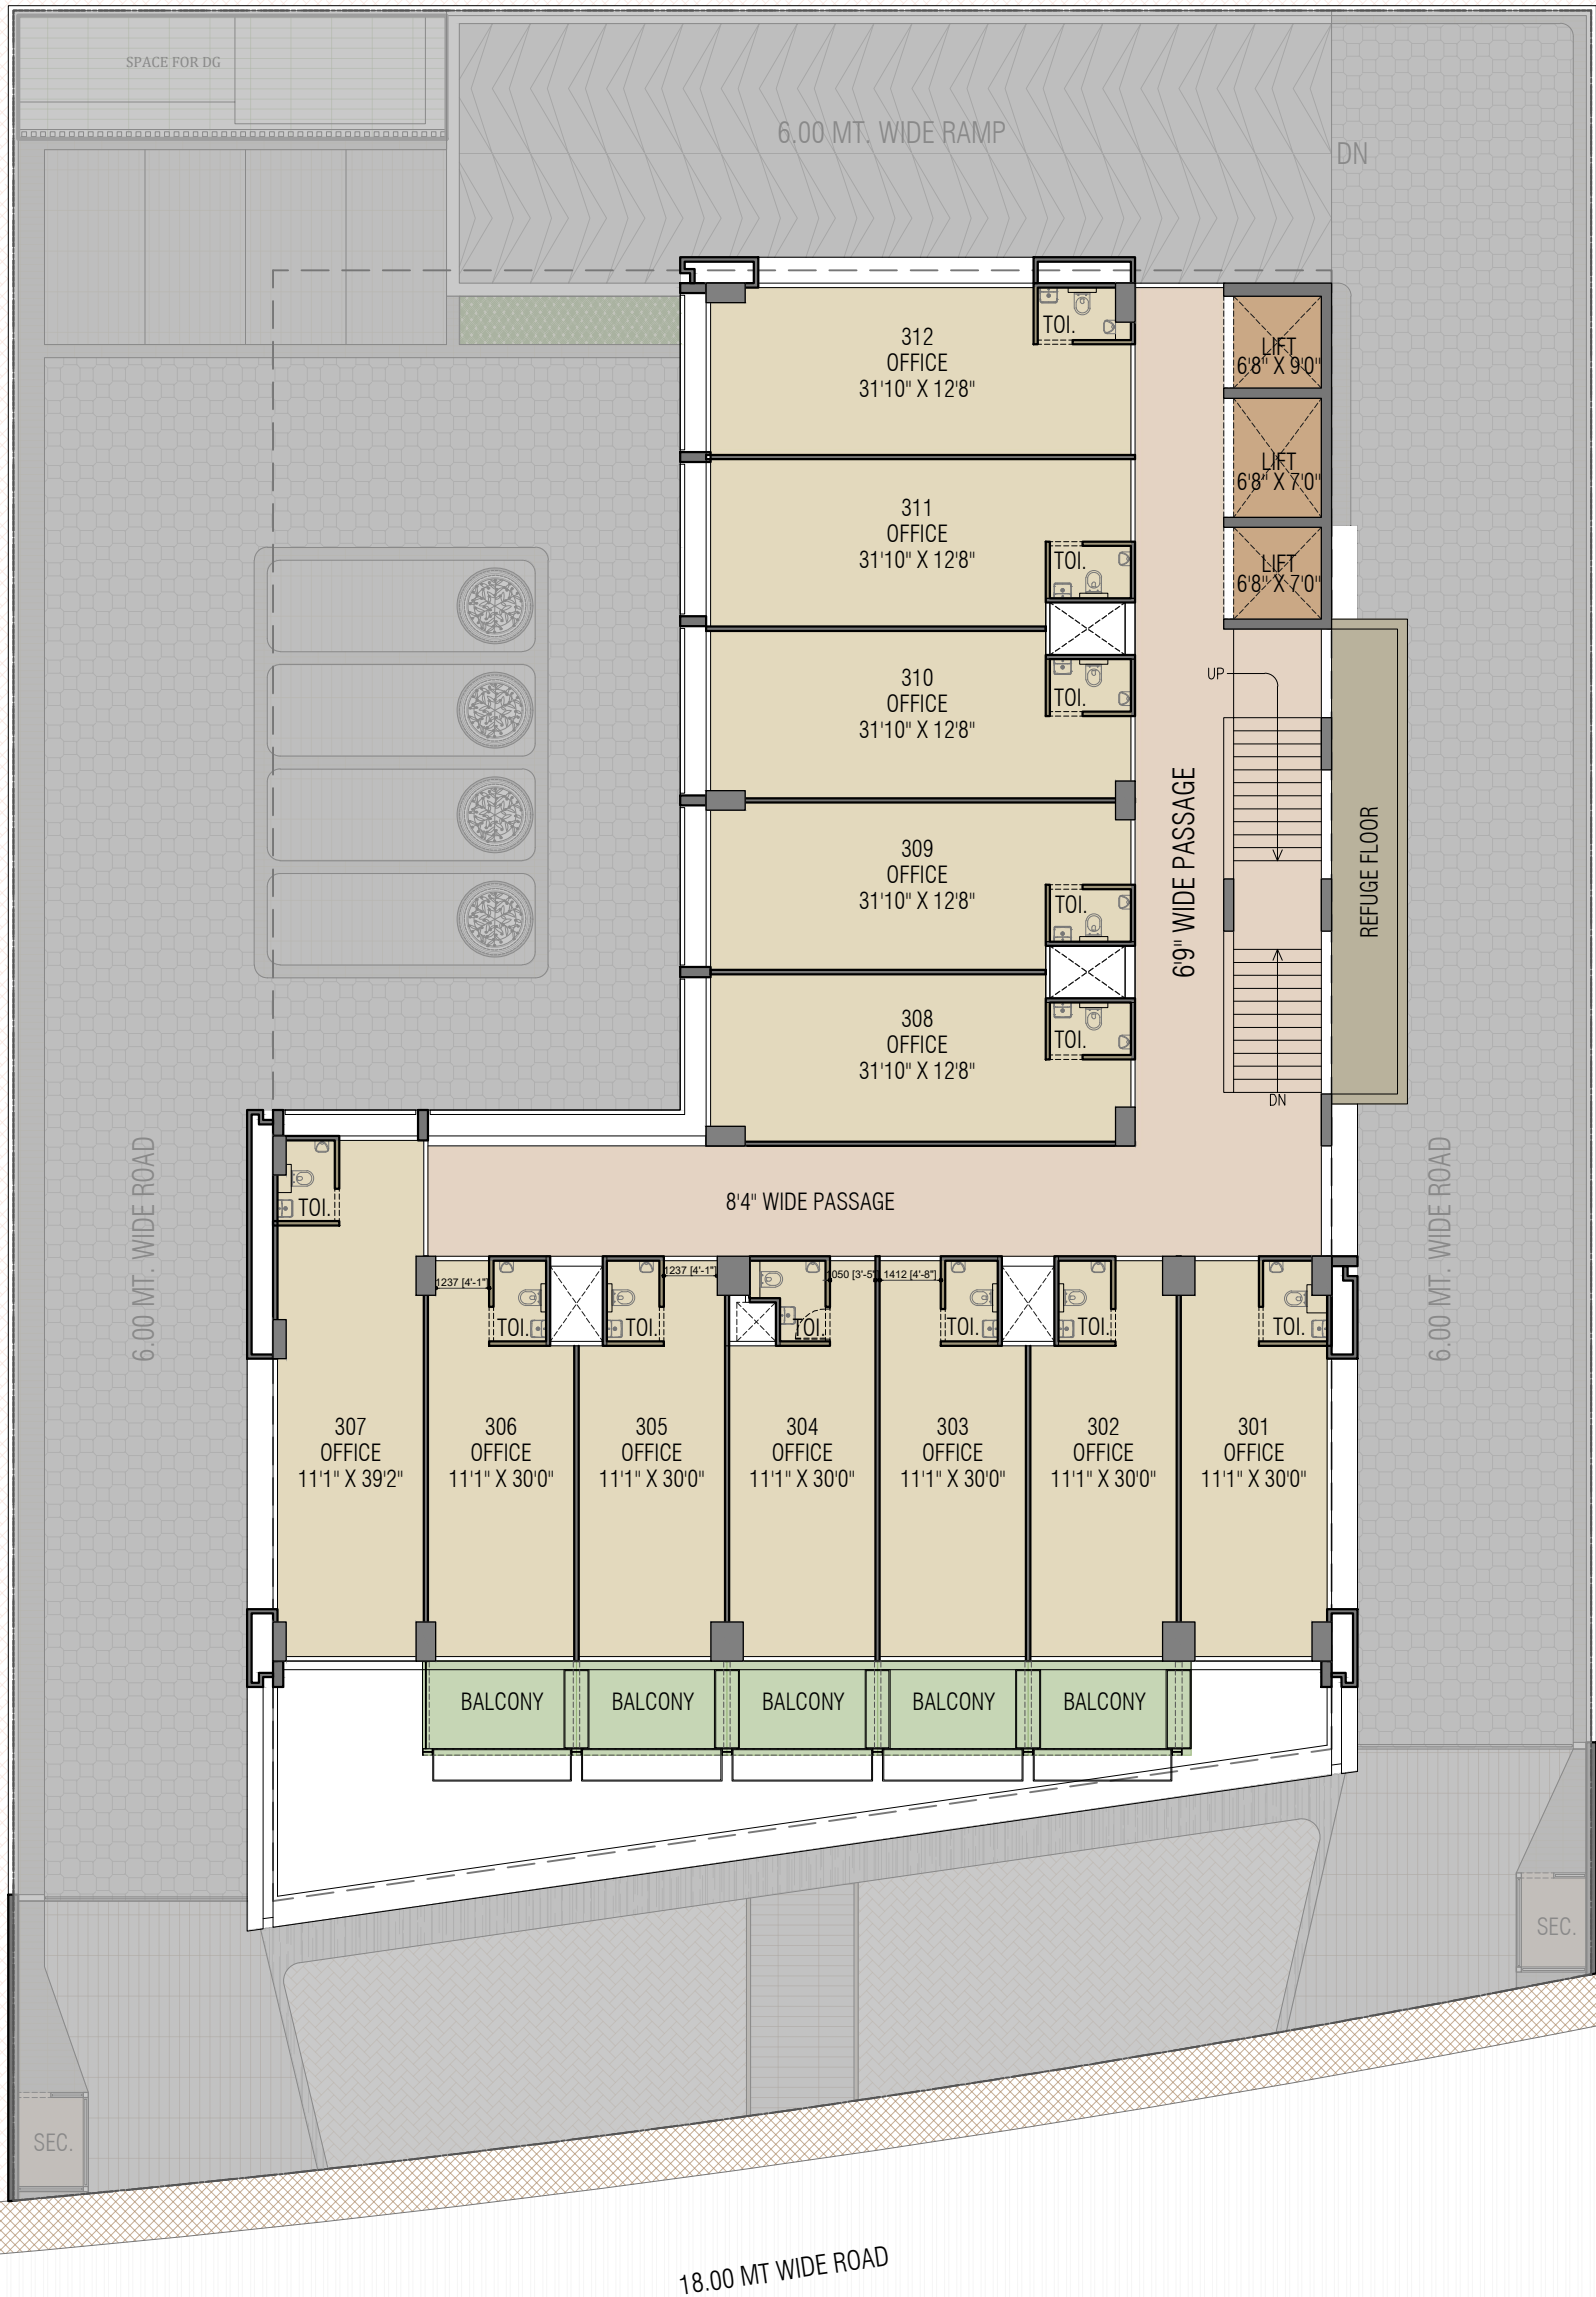 SPACE FOR DG
6.00 MT. WIDE RAMP
DN
312
OFFICE
31'10" X 12'8"
TOI.
LIFT
6'8" X 9'0"
311
OFFICE
31'10" X 12'8"
TOI.
LIFT
6'8" X 7'0"
LIFT
6'8" X 7'0"
310
OFFICE
31'10" X 12'8"
TOI.
UP
309
OFFICE
31'10" X 12'8"
TOI.
6'9" WIDE PASSAGE
REFUGE FLOOR
308
OFFICE
31'10" X 12'8"
TOI.
DN
6.00 MT. WIDE ROAD
TOI.
8'4" WIDE PASSAGE
6.00 MT. WIDE ROAD
1237 [4'-1"]
1237 [4'-1"]
1050 [3'-5"]
1412 [4'-8"]
TOI.
TOI.
TOI.
TOI.
TOI.
TOI.
307
OFFICE
11'1" X 39'2"
306
OFFICE
11'1" X 30'0"
305
OFFICE
11'1" X 30'0"
304
OFFICE
11'1" X 30'0"
303
OFFICE
11'1" X 30'0"
302
OFFICE
11'1" X 30'0"
301
OFFICE
11'1" X 30'0"
BALCONY
BALCONY
BALCONY
BALCONY
BALCONY
SEC.
SEC.
18.00 MT WIDE ROAD